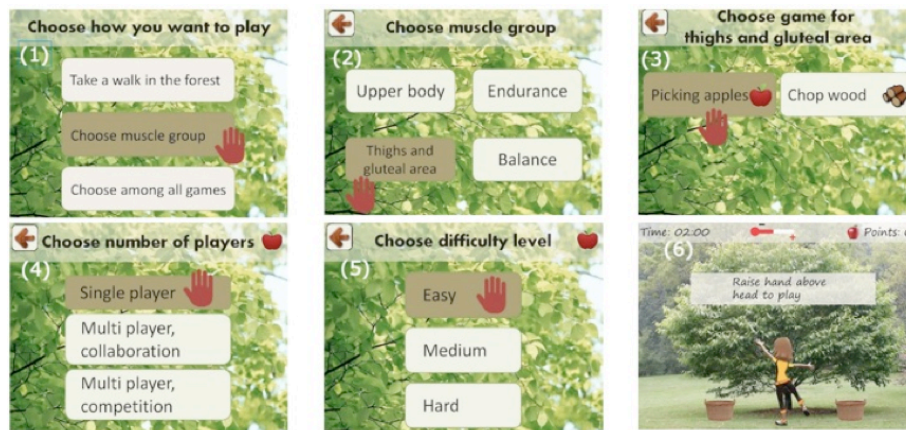 Choose how you want to play
(1)
Take a walk in the forest
Choose muscle group
Choose among all games
Choose muscle group
(2)
Upper body
Endurance
Thighs and
gluteal area
Balance
Choose game for
thighs and gluteal area
(3)
Picking apples
Chop wood
Choose number of players
(4)
Single player
Multi player,
collaboration
Multi player,
competition
Choose difficulty level
(5)
Easy
Medium
Hard
Time: 02:00
Points:
(6)
Raise hand above
head to play